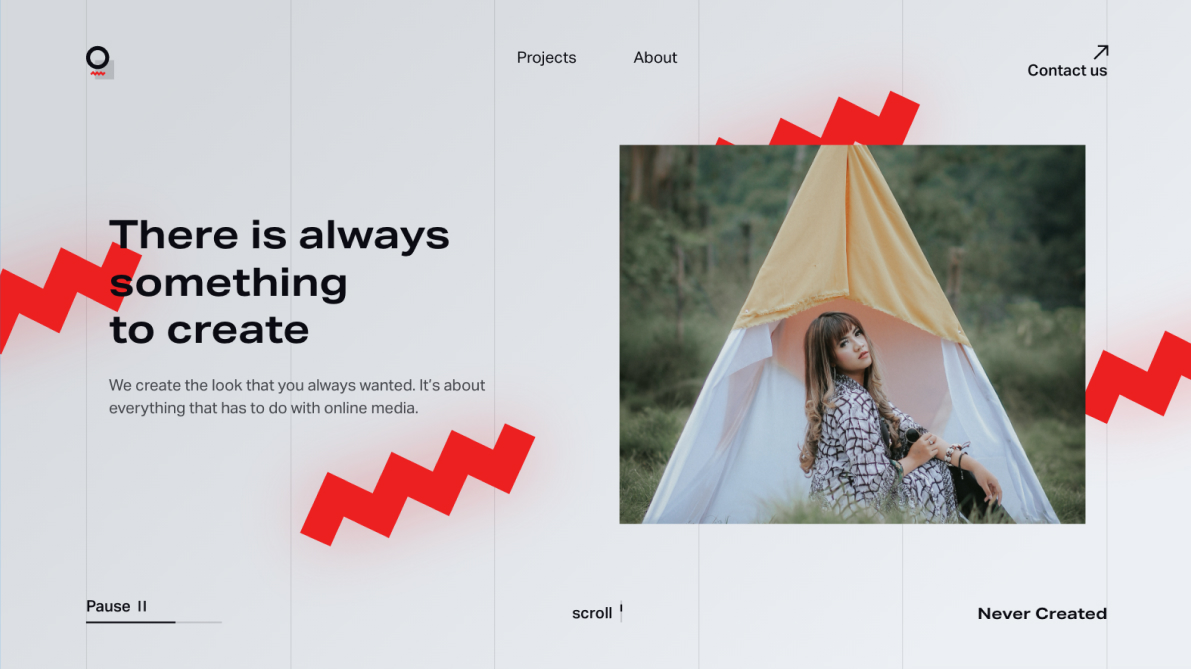 Projects
About
Contact us
There is always
something
to create
We create the look that you always wanted. It's about
everything that has to do with online media.
Pause
scroll
Never Created